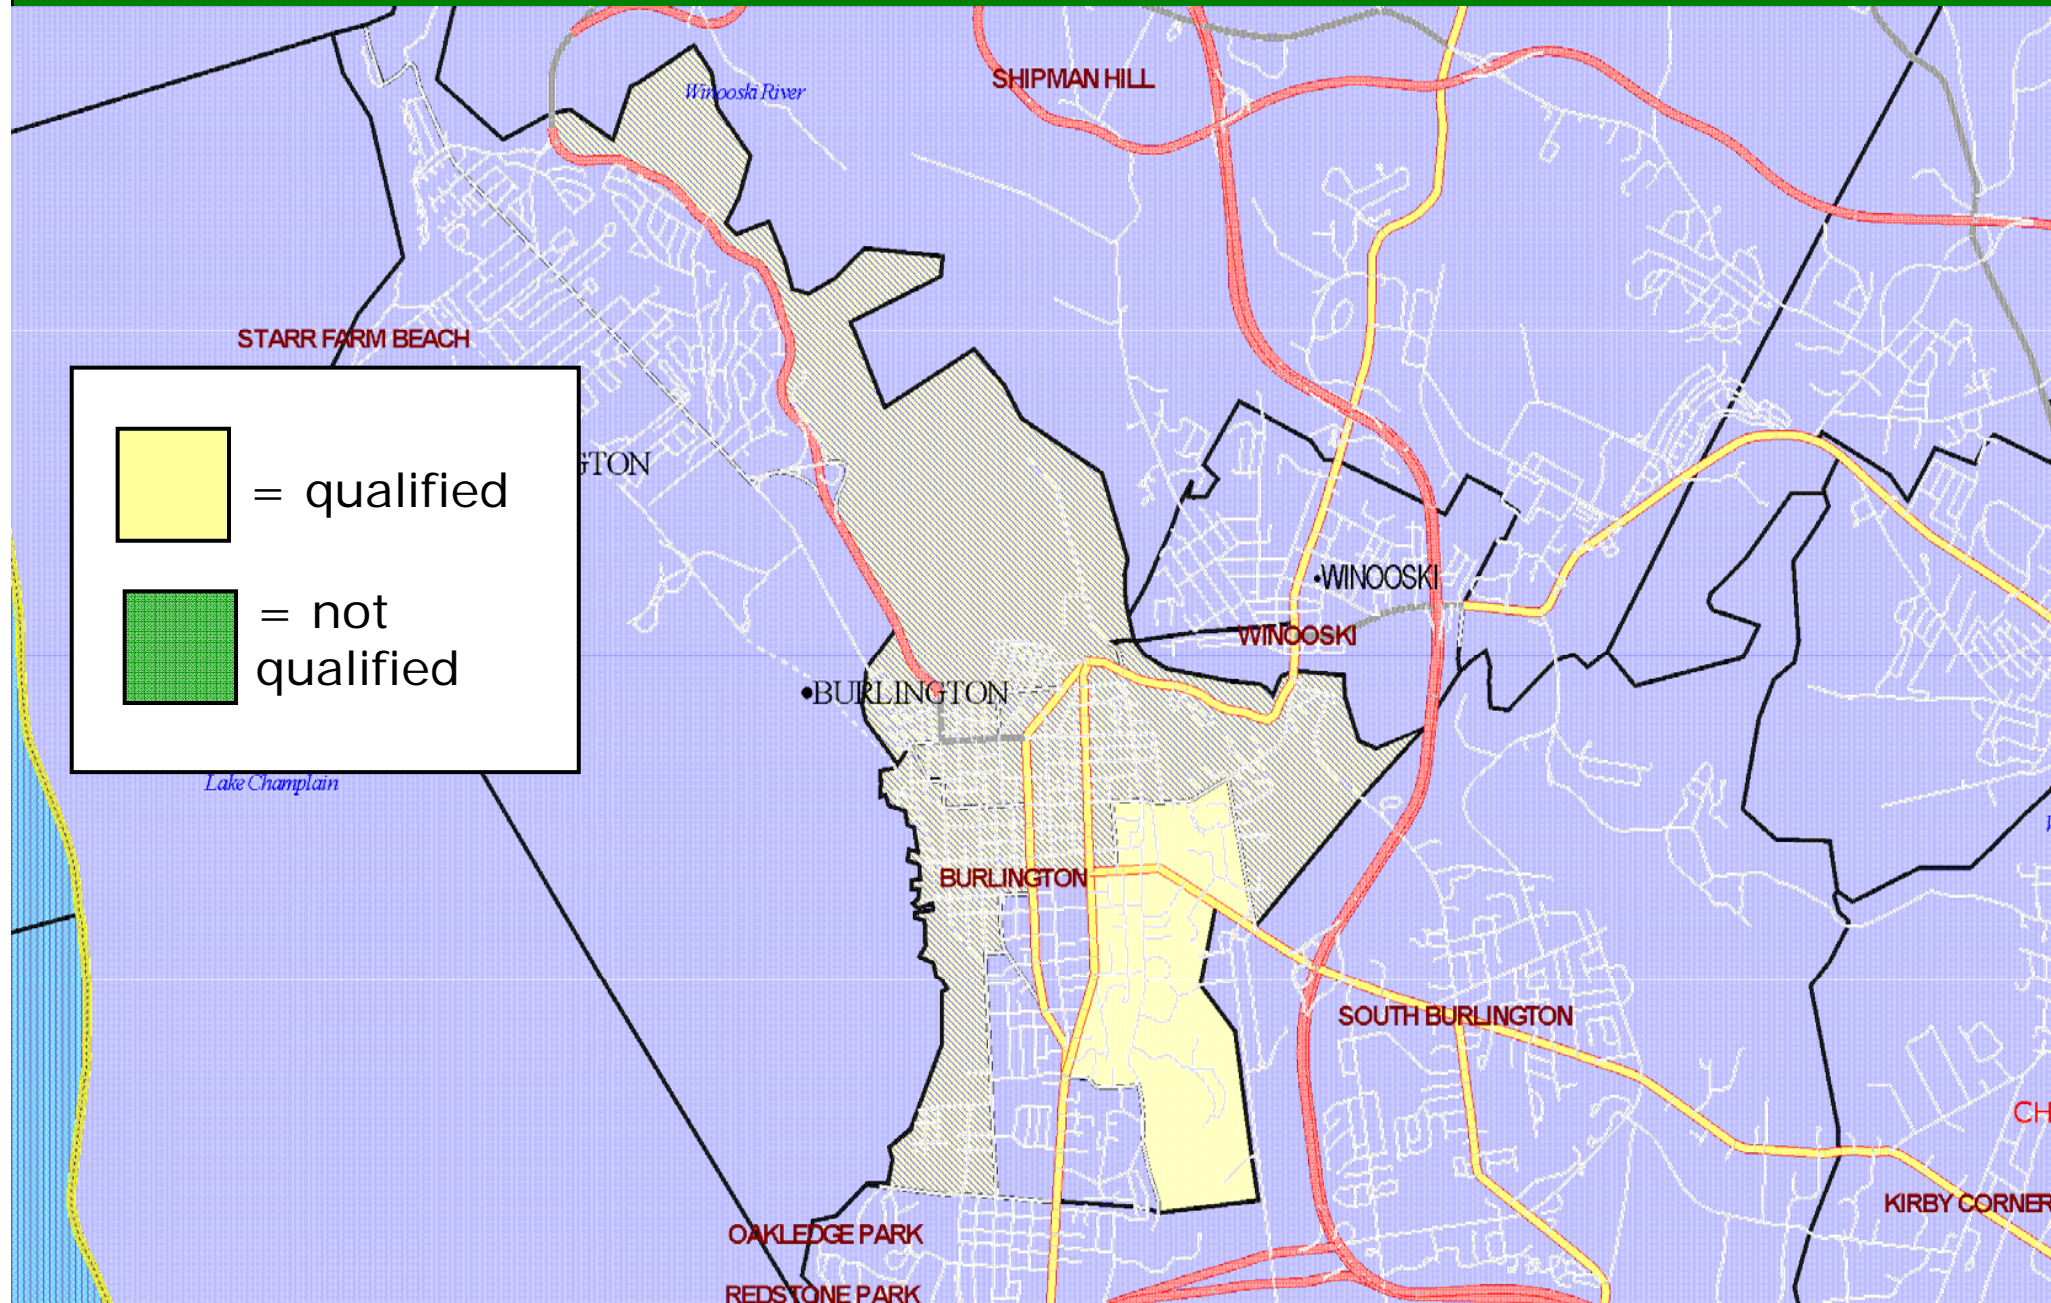 SHIPMAN HILL
Winooski River
STARR FARM BEACH
GTON
= qualified
WINOOSKI
= not
qualified
WINOOSKI
BURLINGTON
Lake Champlain
BURLINGTON
SOUTH BURLINGTON
CH
KIRBY CORNER
OAKLEDGE PARK
REDSTONE PARK